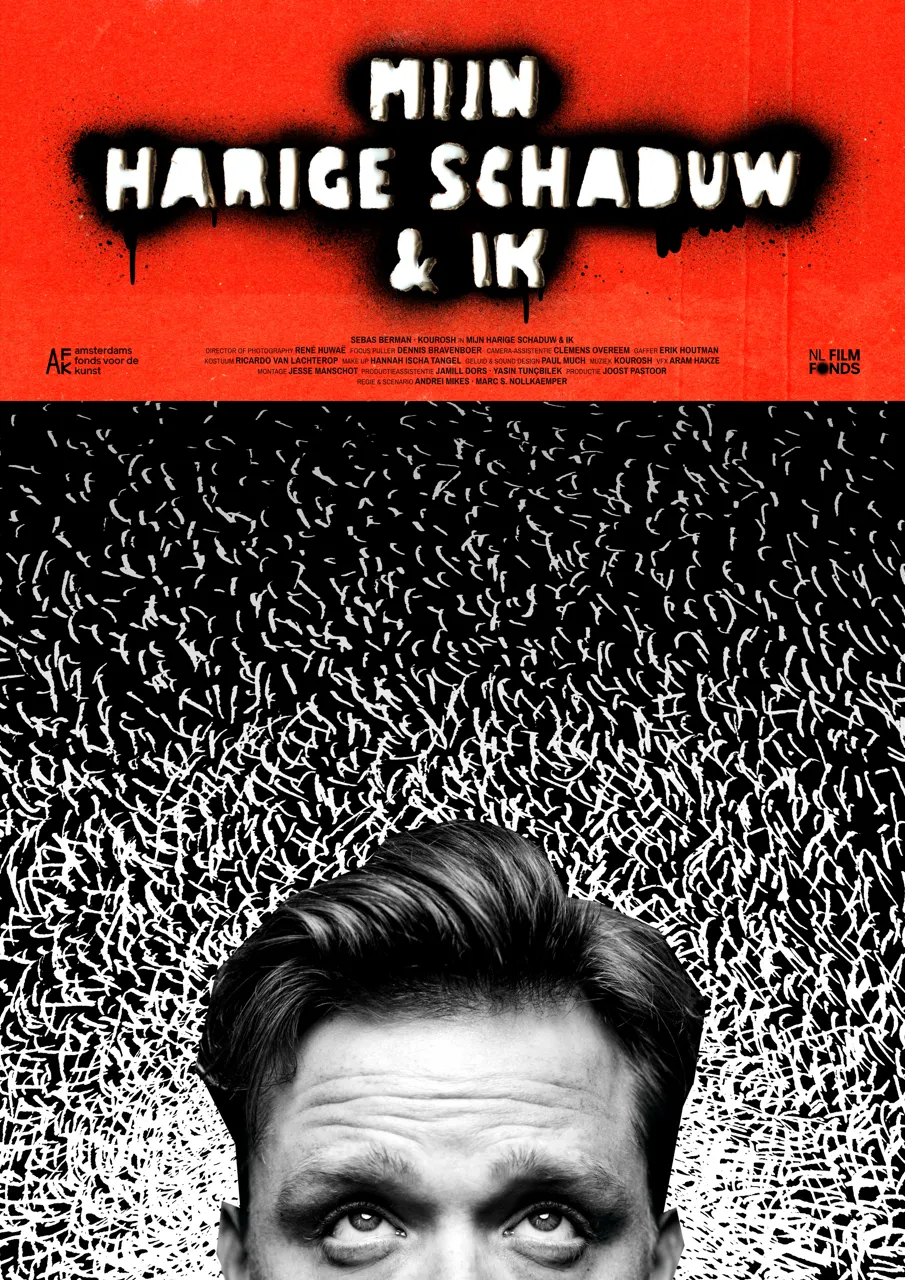 MIJN
HARIGE SCHADUW
& IK
SEBAS BERMAN · KOUROSH IN MIJN HARIGE SCHADUW & IK
DIRECTOR OF PHOTOGRAPHY RENÉ HUWAË FOCUS PULLER DENNIS BRAVENBOER CAMERA-ASSISTENTIE CLEMENS OVEREEM GAFFER ERIK HOUTMAN
KOSTUUM RICARDO VAN LACHTEROP MAKE UP HANNAH ISCHA TANGEL GELUID & SOUND DESIGN PAUL MUCH MUZIEK KOUROSH VFX ARAM HAKZE
MONTAGE JESSE MANSCHOT PRODUCTIEASSISTENTIE JAMILL OORS · YASIN TUNÇBILEK PRODUCTIE JOOST PASTOOR
REGIE & SCENARIO ANDREI MIKES · MARC S. NOLLKAEMPER
AFK
amsterdams
fonds voor de
kunst
NL FILM
FONDS